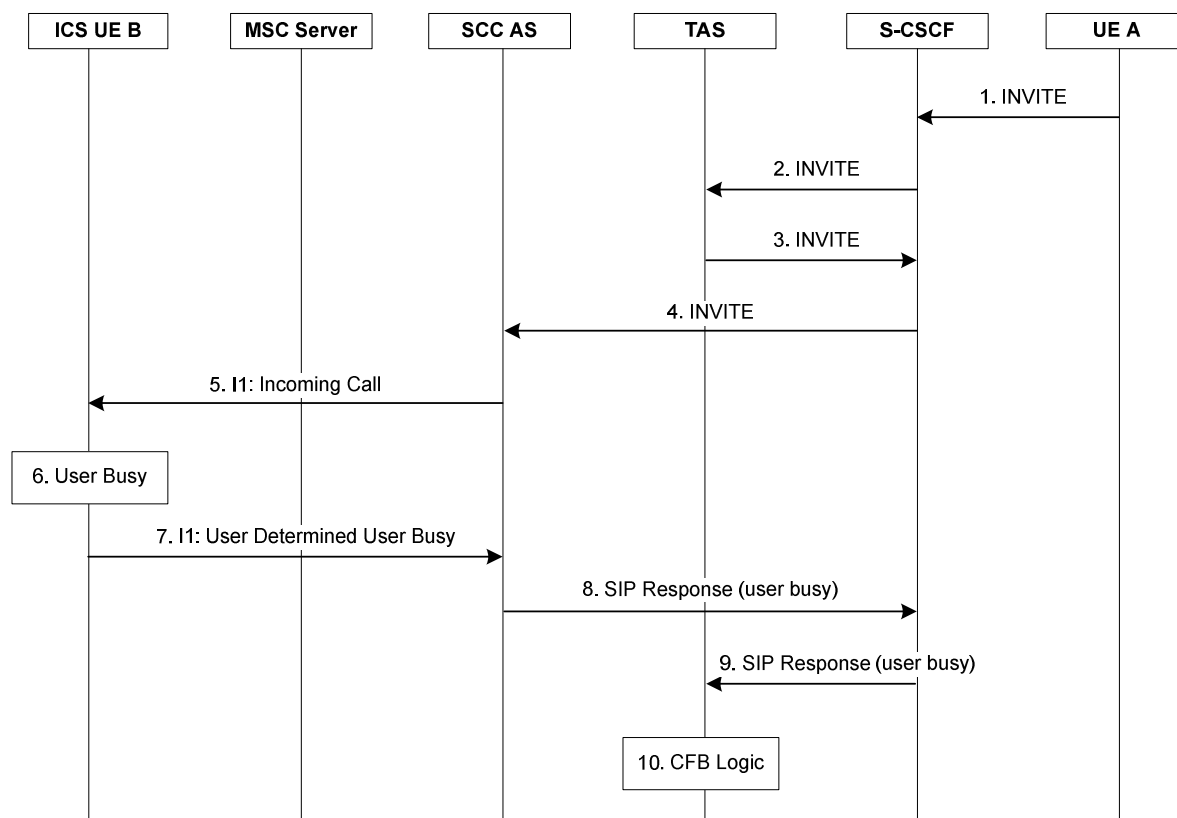 ICS UE B
MSC Server
SCC AS
TAS
S-CSCF
UE A
1. INVITE
2. INVITE
3. INVITE
4. INVITE
5. I1: Incoming Call
6. User Busy
7. I1: User Determined User Busy
8. SIP Response (user busy)
9. SIP Response (user busy)
10. CFB Logic